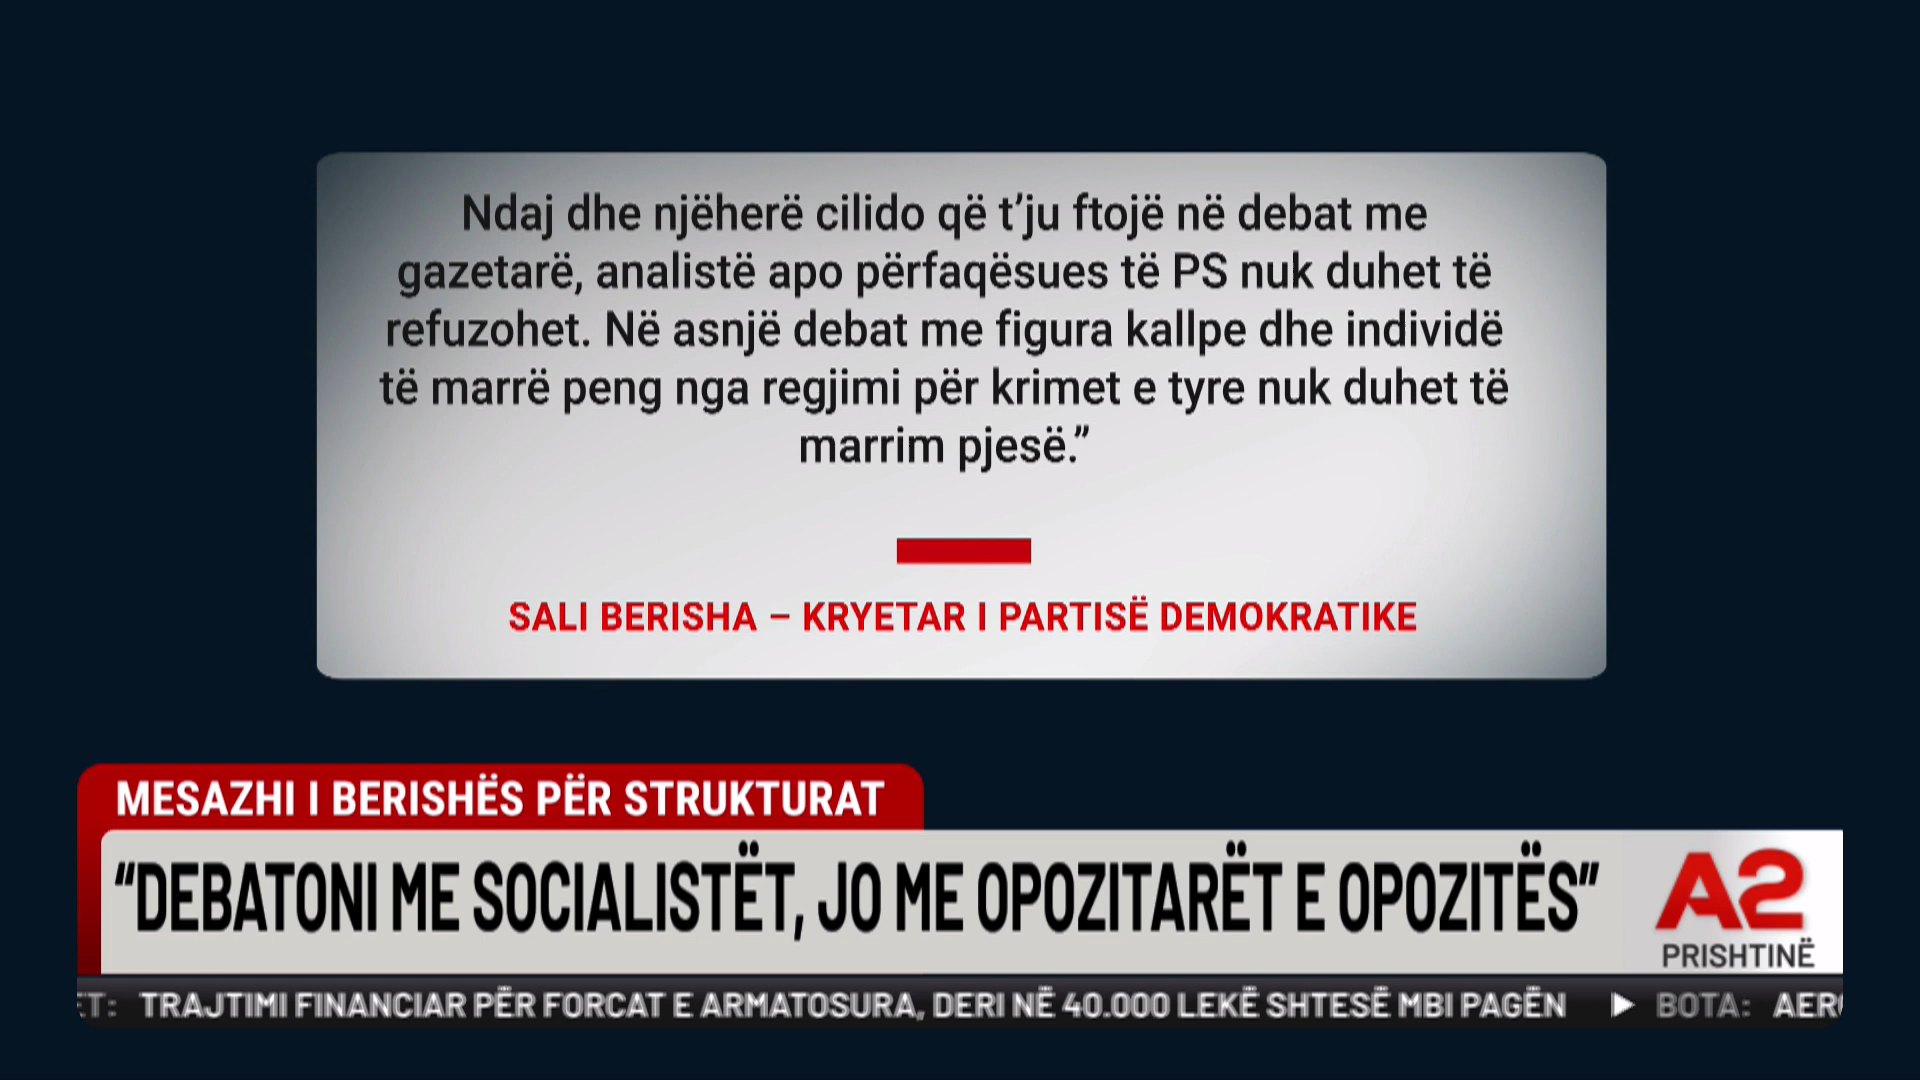 Ndaj dhe njëherë cilido që t’ju ftojë në debat me
gazetarë, analistë apo përfaqësues të PS nuk duhet të
refuzohet. Në asnjë debat me figura kallpe dhe individë
të marrë peng nga regjimi për krimet e tyre nuk duhet të
marrim pjesë.”
SALI BERISHA – KRYETAR I PARTISË DEMOKRATIKE
MESAZHI I BERISHËS PËR STRUKTURAT
“DEBATONI ME SOCIALISTËT, JO ME OPOZITARËT E OPOZITËS”
A2
PRISHTINË
TRAJTIMI FINANCIAR PËR FORCAT E ARMATOSURA, DERI NË 40.000 LEKË SHTESË MBI PAGËN ▶ BOTA: